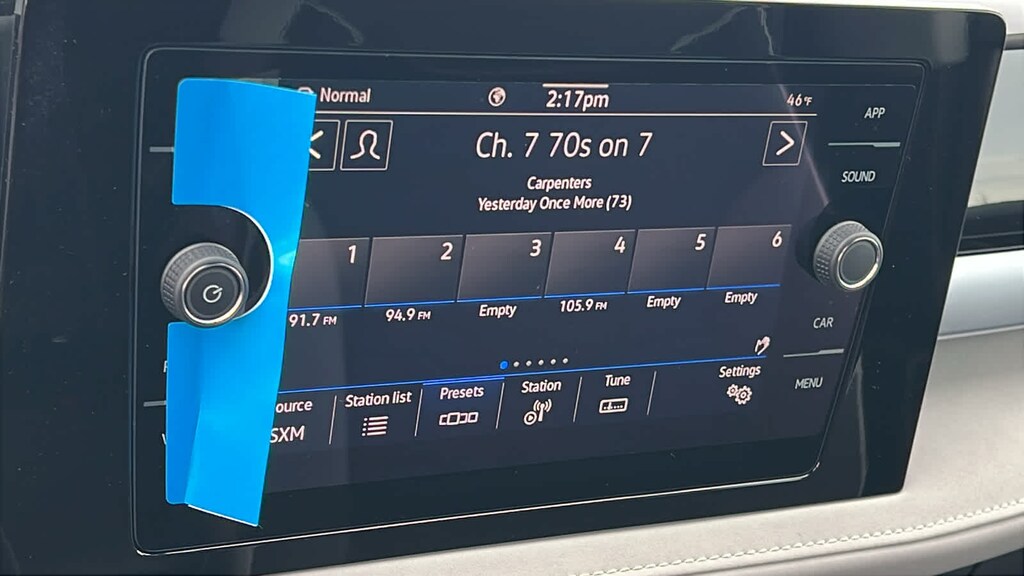 Normal 2:17pm 46°F
APP
Ch. 7 70s on 7
SOUND
Carpenters
Yesterday Once More (73)
1 2 3 4 5 6
91.7 FM 94.9 FM Empty 105.9 FM Empty Empty
CAR
Station list Presets Station Tune Settings
MENU
SXM